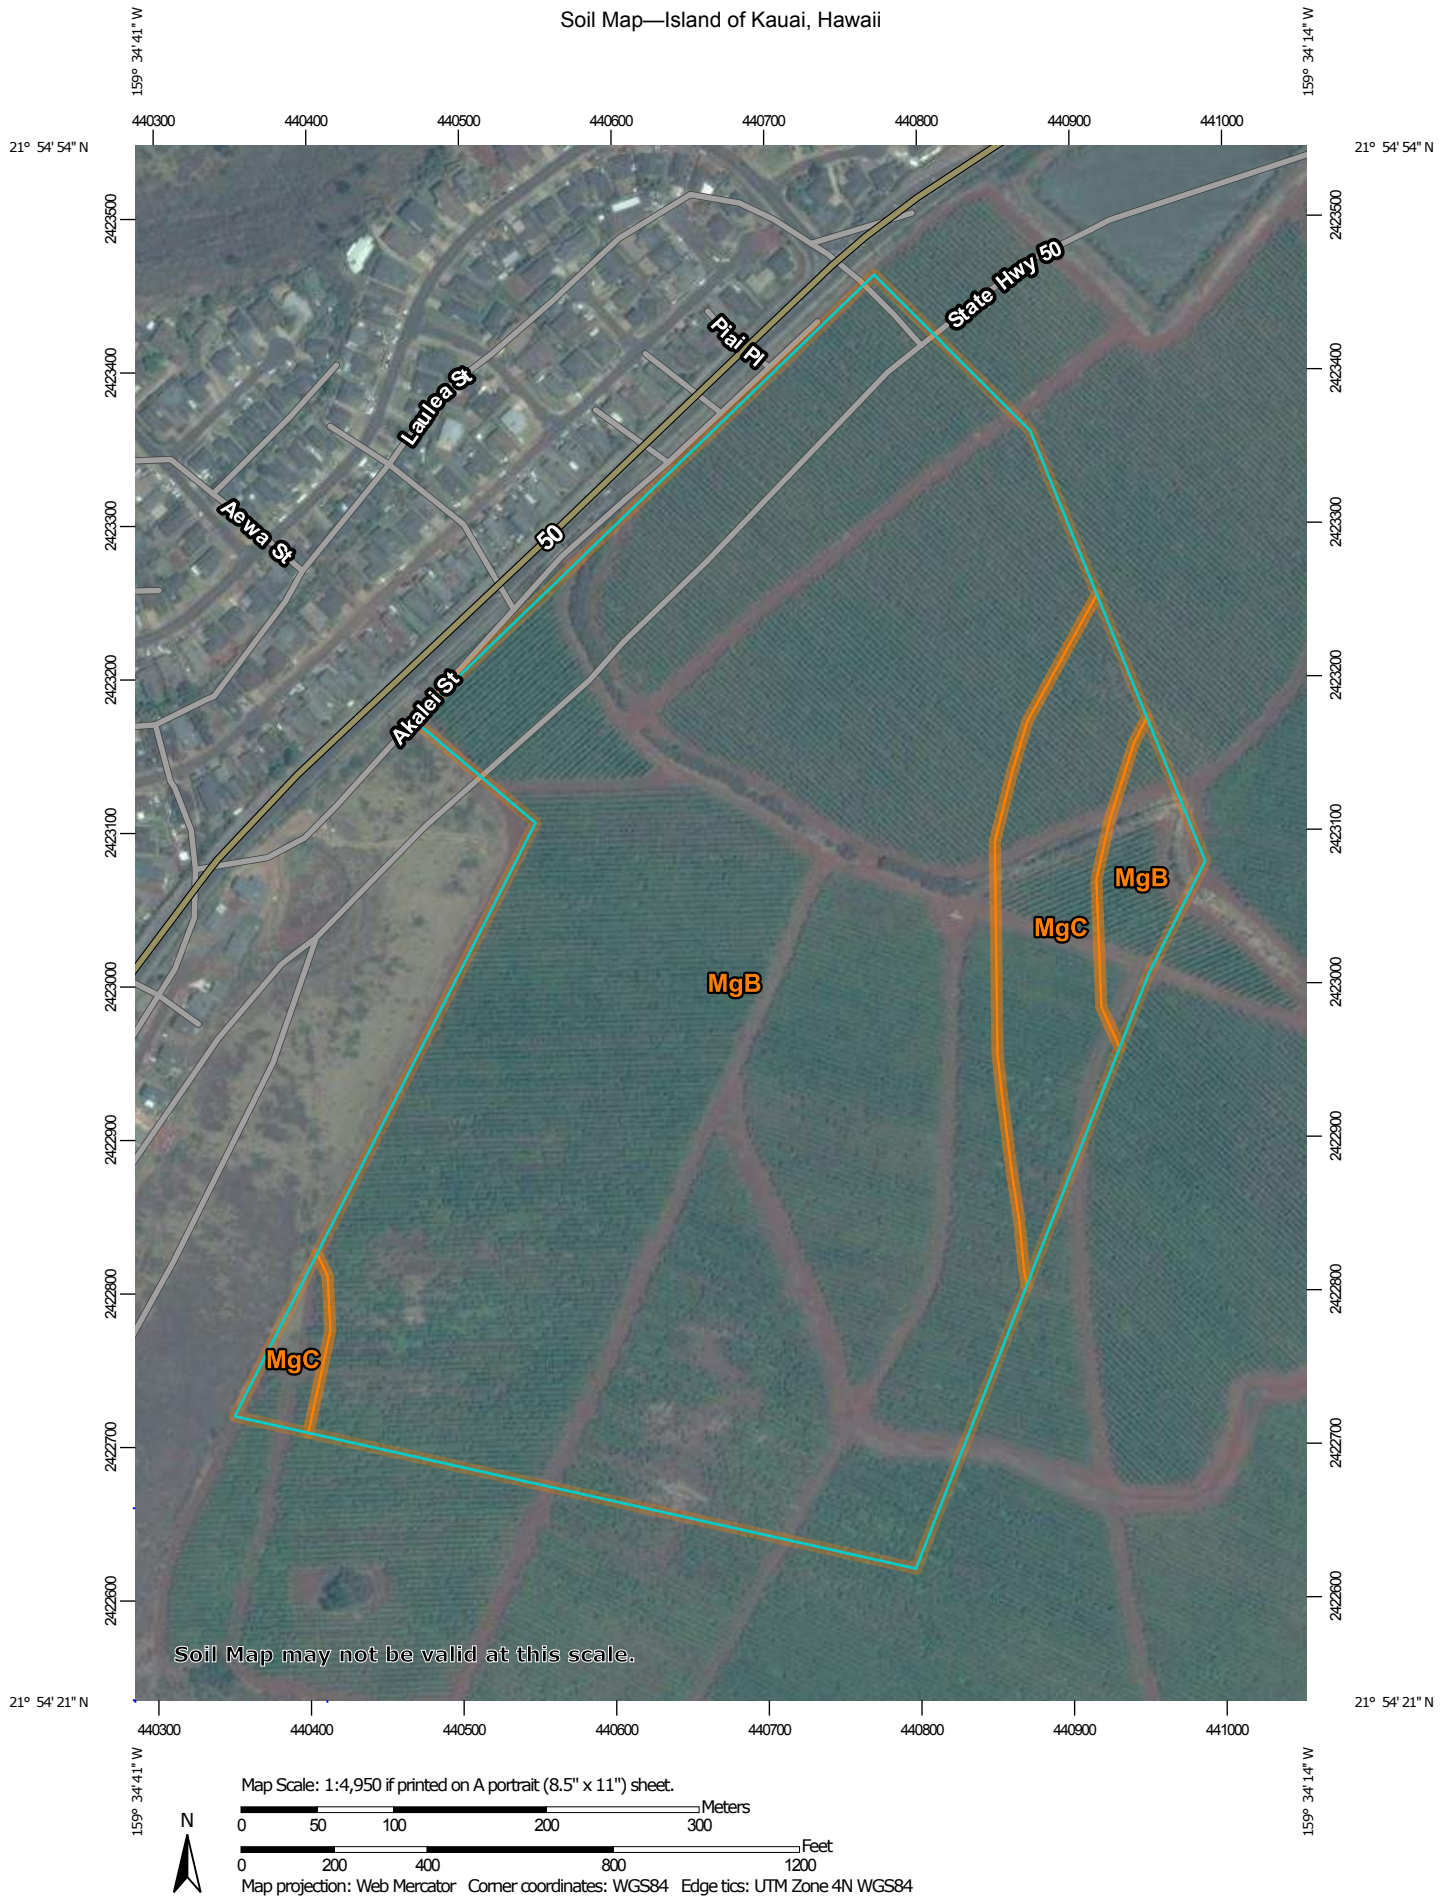 Soil Map—Island of Kauai, Hawaii
159° 34' 41" W
159° 34' 14" W
440300 440400 440500 440600 440700 440800 440900 441000
21° 54' 54" N
21° 54' 54" N
2423500
2423500
State Hwy 50
Piai Pl
2423400
2423400
Laulea St
2423300
2423300
Aewa St
50
2423200
2423200
Akalei St
2423100
2423100
MgB
MgC
MgB
2423000
2423000
2422900
2422900
2422800
2422800
MgC
2422700
2422700
2422600
2422600
Soil Map may not be valid at this scale.
21° 54' 21" N
21° 54' 21" N
440300 440400 440500 440600 440700 440800 440900 441000
159° 34' 41" W
159° 34' 14" W
Map Scale: 1:4,950 if printed on A portrait (8.5" x 11") sheet.
N
Meters
0 50 100 200 300
Feet
0 200 400 800 1200
Map projection: Web Mercator Corner coordinates: WGS84 Edge tics: UTM Zone 4N WGS84